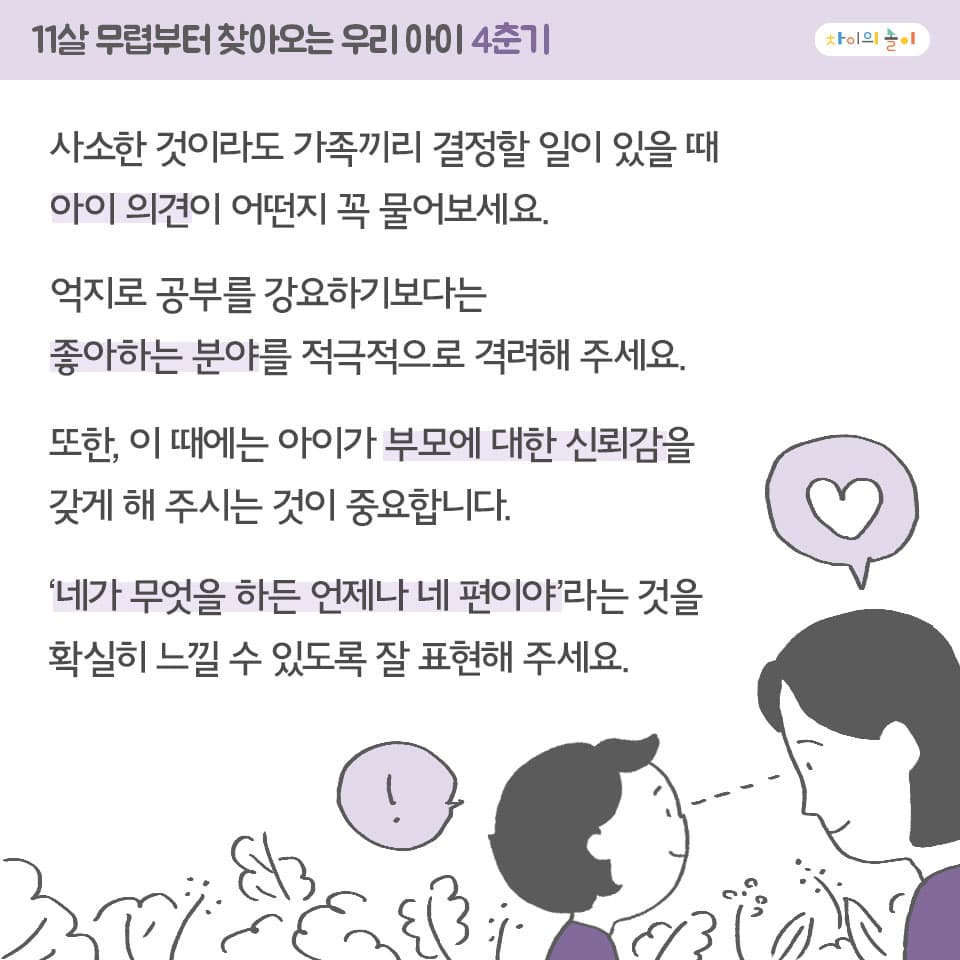 11살 무렵부터 찾아오는 우리 아이 4춘기
차이의 놀이
사소한 것이라도 가족끼리 결정할 일이 있을 때
아이 의견이 어떤지 꼭 물어보세요.
억지로 공부를 강요하기보다는
좋아하는 분야를 적극적으로 격려해 주세요.
또한, 이 때에는 아이가 부모에 대한 신뢰감을
갖게 해 주시는 것이 중요합니다.
‘네가 무엇을 하든 언제나 네 편이야’라는 것을
확실히 느낄 수 있도록 잘 표현해 주세요.
!